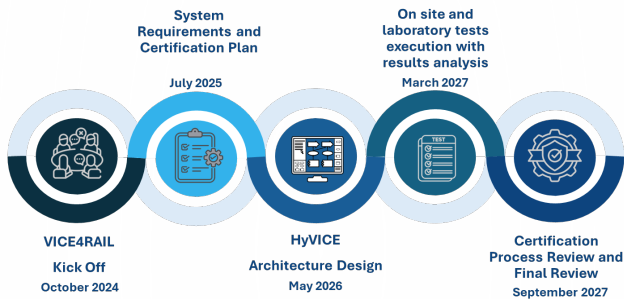 System
Requirements and
Certification Plan
July 2025
On site and
laboratory tests
execution with
results analysis
March 2027
TEST
VICE4RAIL
Kick Off
October 2024
HyVICE
Architecture Design
May 2026
Certification
Process Review and
Final Review
September 2027